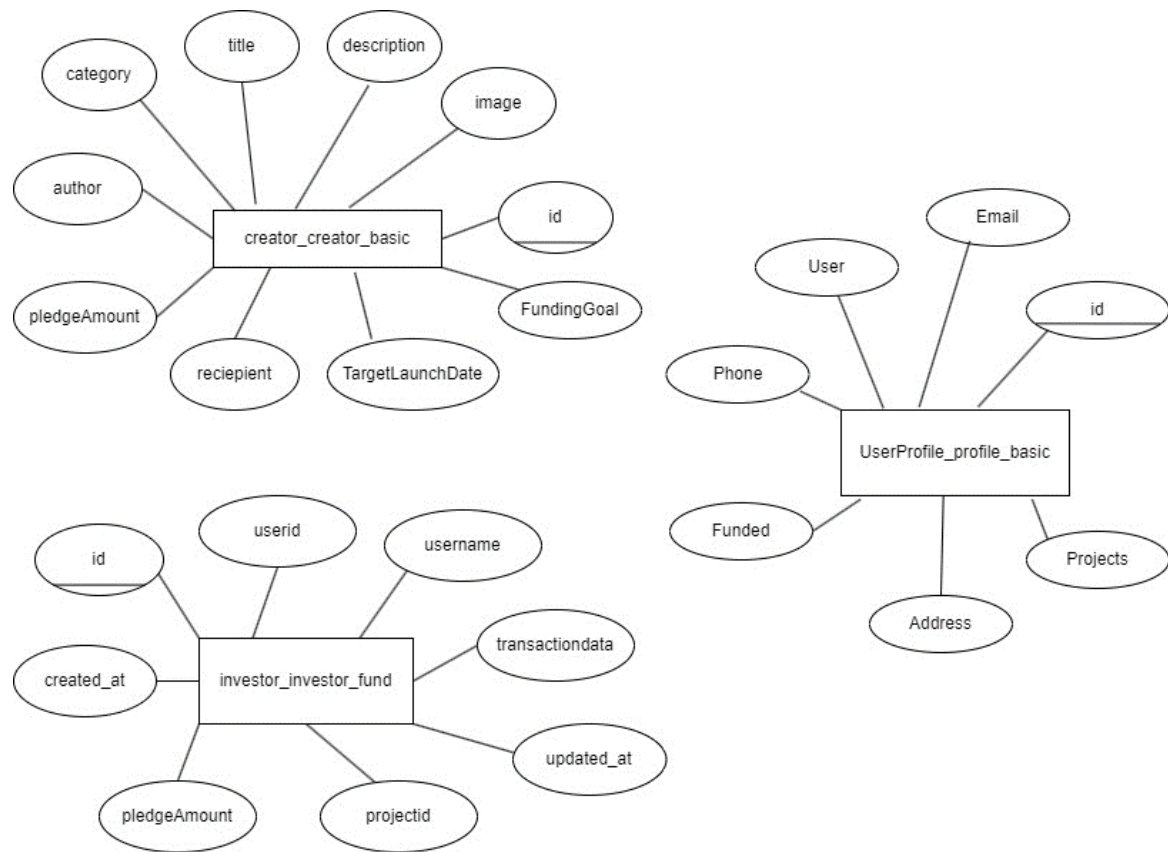 title
description
category
image
author
id
creator_creator_basic
pledgeAmount
FundingGoal
reciepient
TargetLaunchDate
Email
User
id
Phone
UserProfile_profile_basic
Funded
Projects
Address
userid
username
id
transactiondata
created_at
investor_investor_fund
updated_at
pledgeAmount
projectid